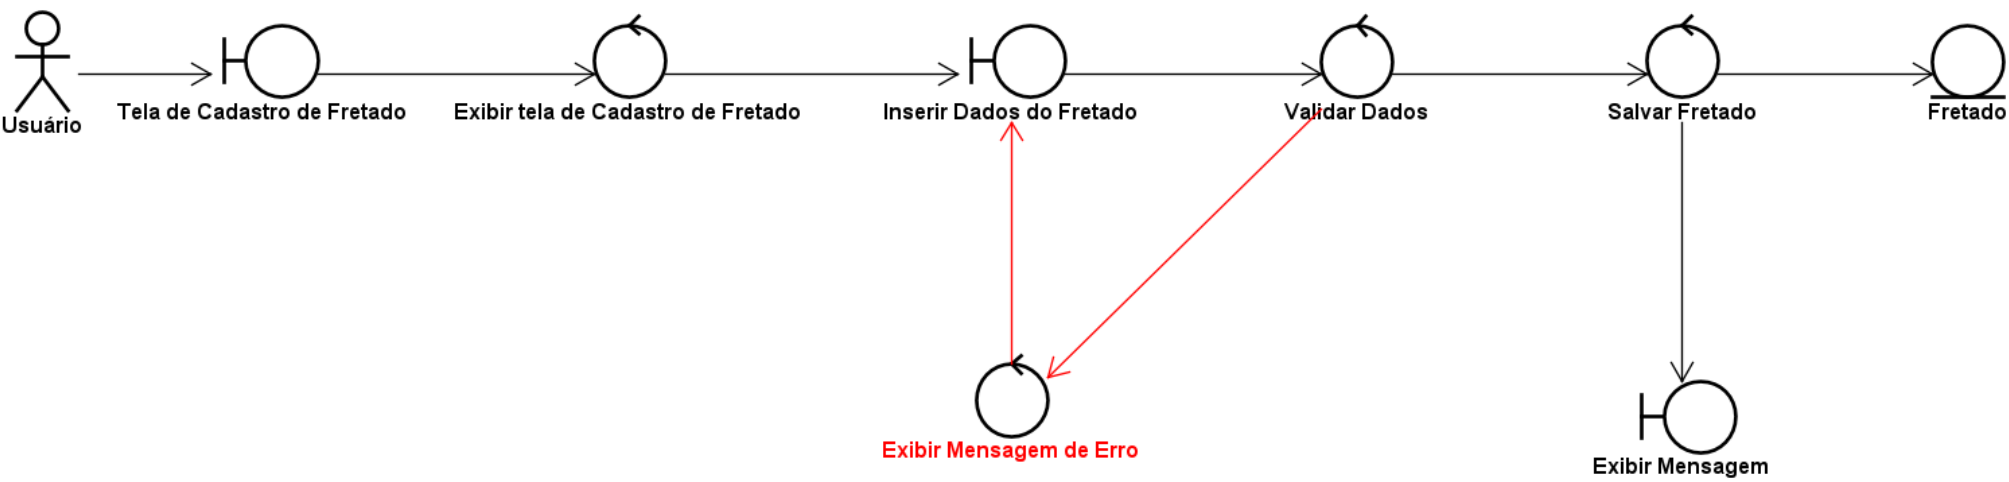 Usuário
Tela de Cadastro de Fretado
Exibir tela de Cadastro de Fretado
Inserir Dados do Fretado
Validar Dados
Salvar Fretado
Fretado
Exibir Mensagem de Erro
Exibir Mensagem